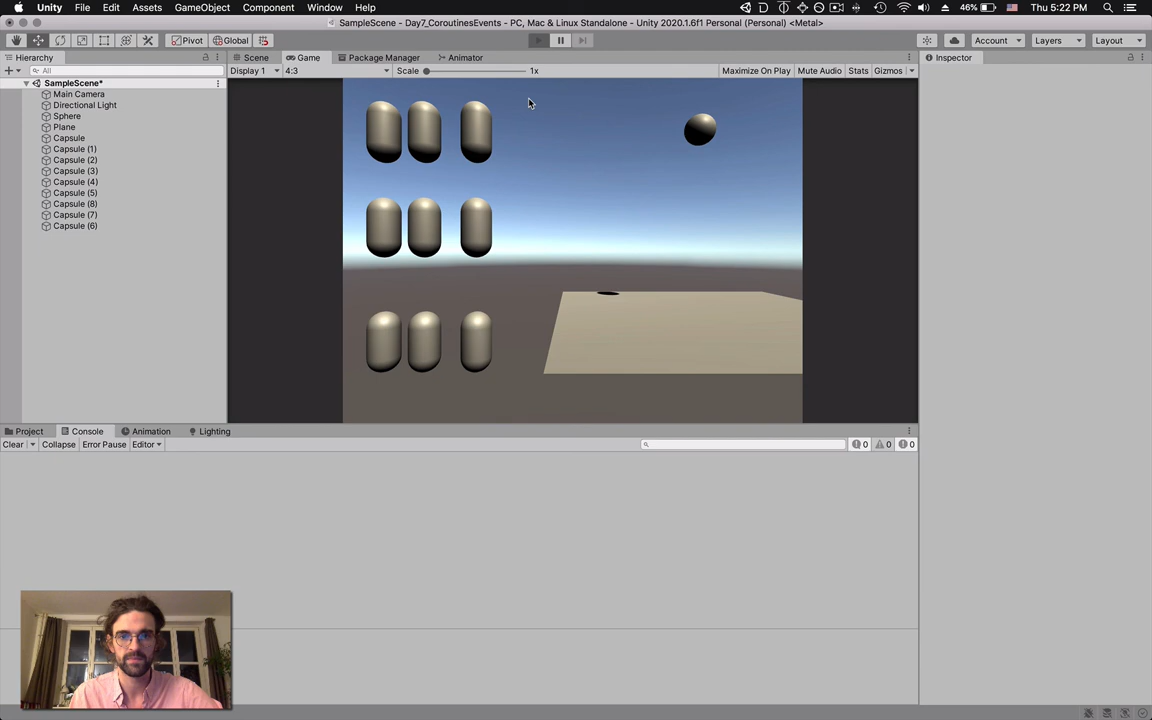 Unity File Edit Assets GameObject Component Window Help 46% Thu 5:22 PM
SampleScene - Day7_CoroutinesEvents - PC, Mac & Linux Standalone - Unity 2020.1.6f1 Personal (Personal) <Metal>
Pivot Global Account Layers Layout
Hierarchy Scene Game Package Manager Animator Inspector
All Display 1 4:3 Scale 1x Maximize On Play Mute Audio Stats Gizmos
SampleScene*
Main Camera
Directional Light
Sphere
Plane
Capsule
Capsule (1)
Capsule (2)
Capsule (3)
Capsule (4)
Capsule (5)
Capsule (8)
Capsule (7)
Capsule (6)
Project Console Animation Lighting
Clear Collapse Error Pause Editor 0 0 0